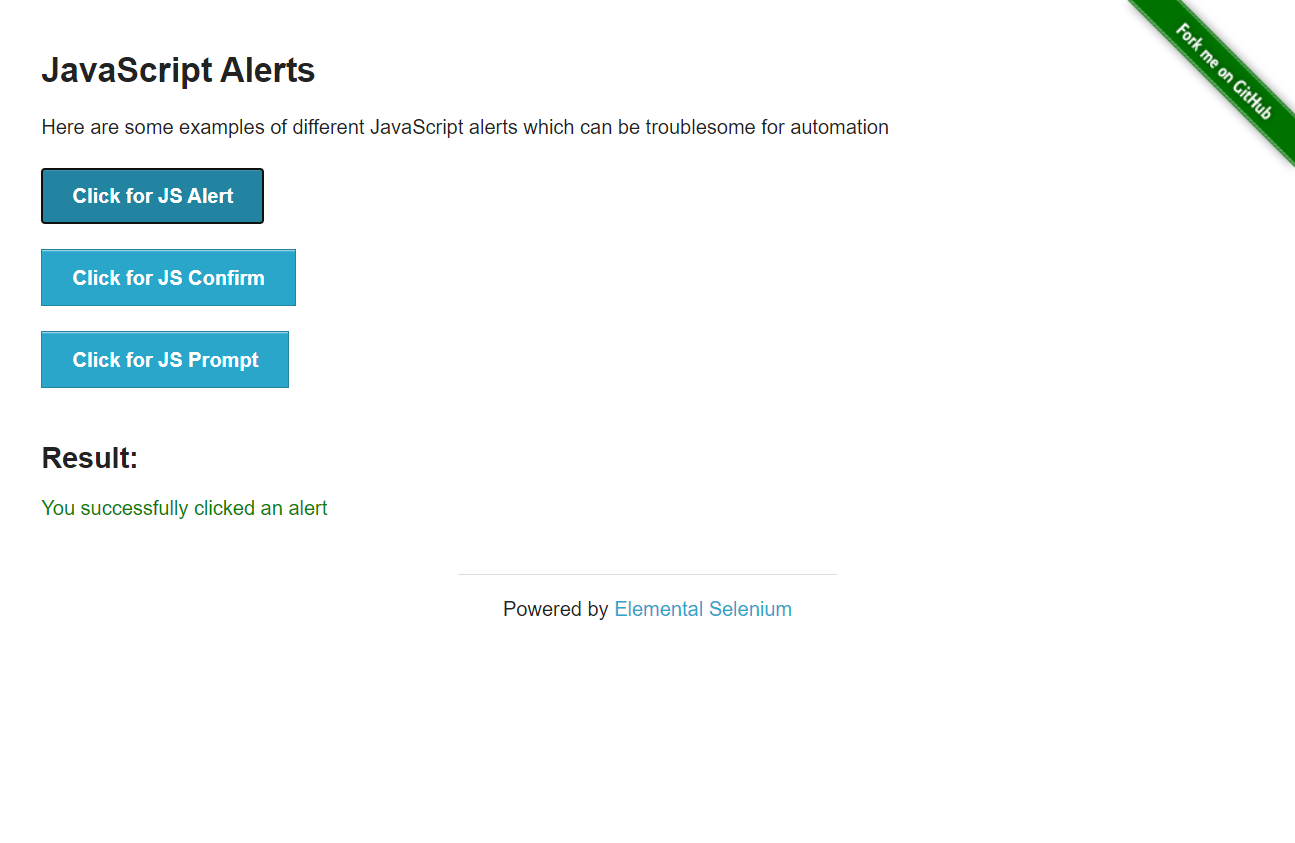 Fork me on GitHub
JavaScript Alerts
Here are some examples of different JavaScript alerts which can be troublesome for automation
Click for JS Alert
Click for JS Confirm
Click for JS Prompt
Result:
You successfully clicked an alert
Powered by Elemental Selenium